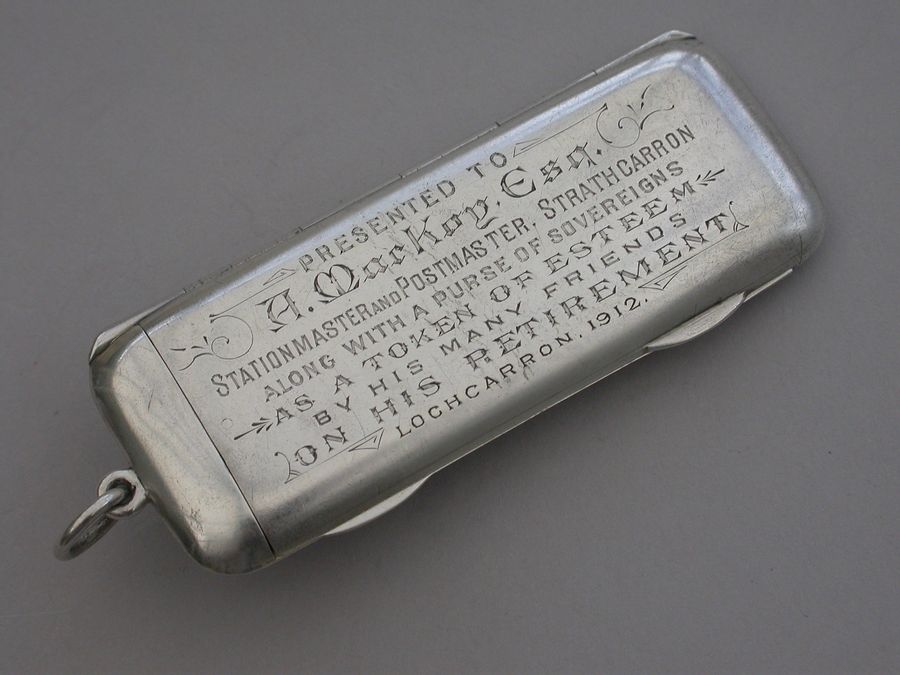 PRESENTED TO
A. MacKay, Esq.
STATIONMASTER AND POSTMASTER, STRATHCARRON
ALONG WITH A PURSE OF SOVEREIGNS
AS A TOKEN OF ESTEEM
BY HIS MANY FRIENDS
ON HIS RETIREMENT
LOCHCARRON, 1912.